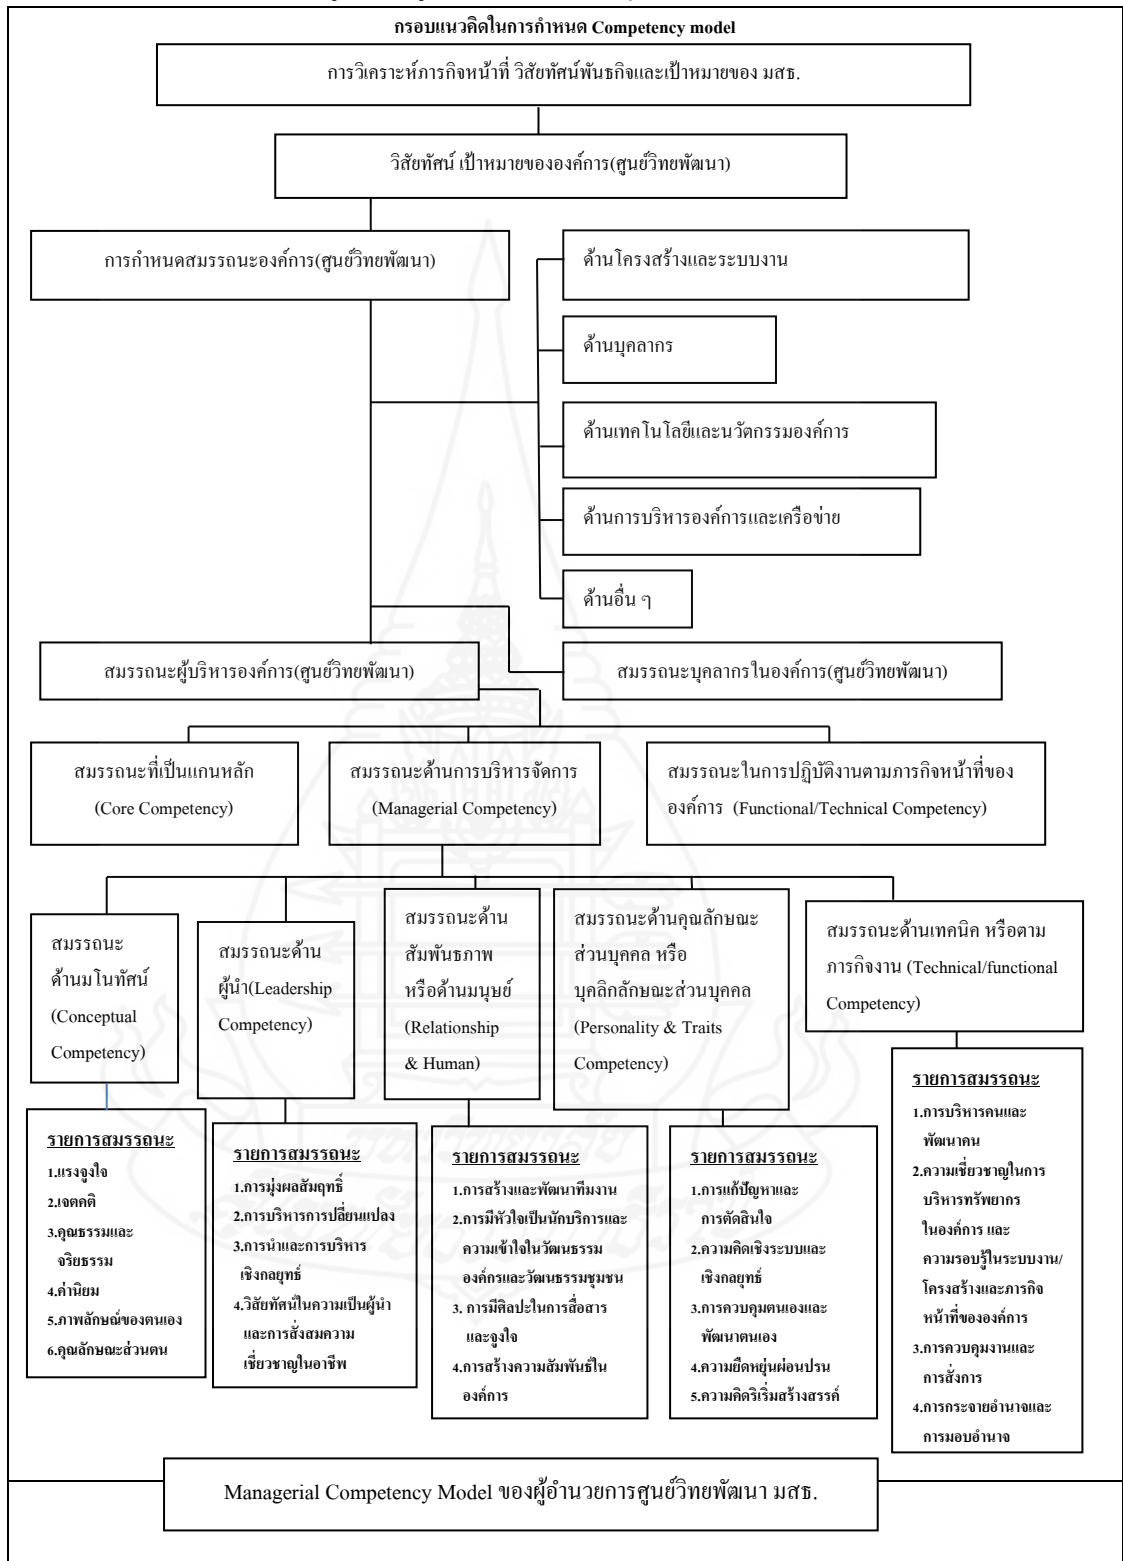 กรอบแนวคิดในการกำหนด Competency model
การวิเคราะห์ภารกิจหน้าที่ วิสัยทัศน์พันธกิจและเป้าหมายของ มสธ.
วิสัยทัศน์ เป้าหมายขององค์การ(ศูนย์วิทยพัฒนา)
การกำหนดสมรรถนะองค์การ(ศูนย์วิทยพัฒนา)
ด้านโครงสร้างและระบบงาน
ด้านบุคลากร
ด้านเทคโนโลยีและนวัตกรรมองค์การ
ด้านการบริหารองค์การและเครือข่าย
ด้านอื่น ๆ
สมรรถนะผู้บริหารองค์การ(ศูนย์วิทยพัฒนา)
สมรรถนะบุคลากรในองค์การ(ศูนย์วิทยพัฒนา)
สมรรถนะที่เป็นแกนหลัก
(Core Competency)
สมรรถนะด้านการบริหารจัดการ
(Managerial Competency)
สมรรถนะในการปฏิบัติงานตามภารกิจหน้าที่ของ
องค์การ (Functional/Technical Competency)
สมรรถนะ
ด้านมโนทัศน์
(Conceptual
Competency)
สมรรถนะด้าน
ผู้นำ(Leadership
Competency)
สมรรถนะด้าน
สัมพันธภาพ
หรือด้านมนุษย์
(Relationship
& Human)
สมรรถนะด้านคุณลักษณะ
ส่วนบุคคล หรือ
บุคลิกลักษณะส่วนบุคคล
(Personality & Traits
Competency)
สมรรถนะด้านเทคนิค หรือตาม
ภารกิจงาน (Technical/functional
Competency)
รายการสมรรถนะ
1.แรงจูงใจ
2.เจตคติ
3.คุณธรรมและ
จริยธรรม
4.ค่านิยม
5.ภาพลักษณ์ของตนเอง
6.คุณลักษณะส่วนตน
รายการสมรรถนะ
1.การมุ่งผลสัมฤทธิ์
2.การบริหารการปลี่ยนแปลง
3.การนำและการบริหาร
เชิงกลยุทธ์
4.วิสัยทัศน์ในความเป็นผู้นำ
และการสั่งสมความ
เชี่ยวชาญในอาชีพ
รายการสมรรถนะ
1.การสร้างและพัฒนาทีมงาน
2.การมีหัวใจเป็นนักบริการและ
ความเข้าใจในวัฒนธรรม
องค์กรและวัฒนธรรมชุมชน
3. การมีศิลปะในการสื่อสาร
และจูงใจ
4.การสร้างความสัมพันธ์ใน
องค์การ
รายการสมรรถนะ
1.การแก้ปัญหาและ
การตัดสินใจ
2.ความคิดเชิงระบบและ
เชิงกลยุทธ์
3.การควบคุมตนเองและ
พัฒนาตนเอง
4.ความยืดหยุ่นผ่อนปรน
5.ความคิดริเริ่มสร้างสรรค์
รายการสมรรถนะ
1.การบริหารคนและ
พัฒนาคน
2.ความเชี่ยวชาญในการ
บริหารทรัพยากร
ในองค์การ และ
ความรอบรู้ในระบบงาน/
โครงสร้างและภารกิจ
หน้าที่ขององค์การ
3.การควบคุมงานและ
การสั่งการ
4.การกระจายอำนาจและ
การมอบอำนาจ
Managerial Competency Model ของผู้อำนวยการศูนย์วิทยพัฒนา มสธ.